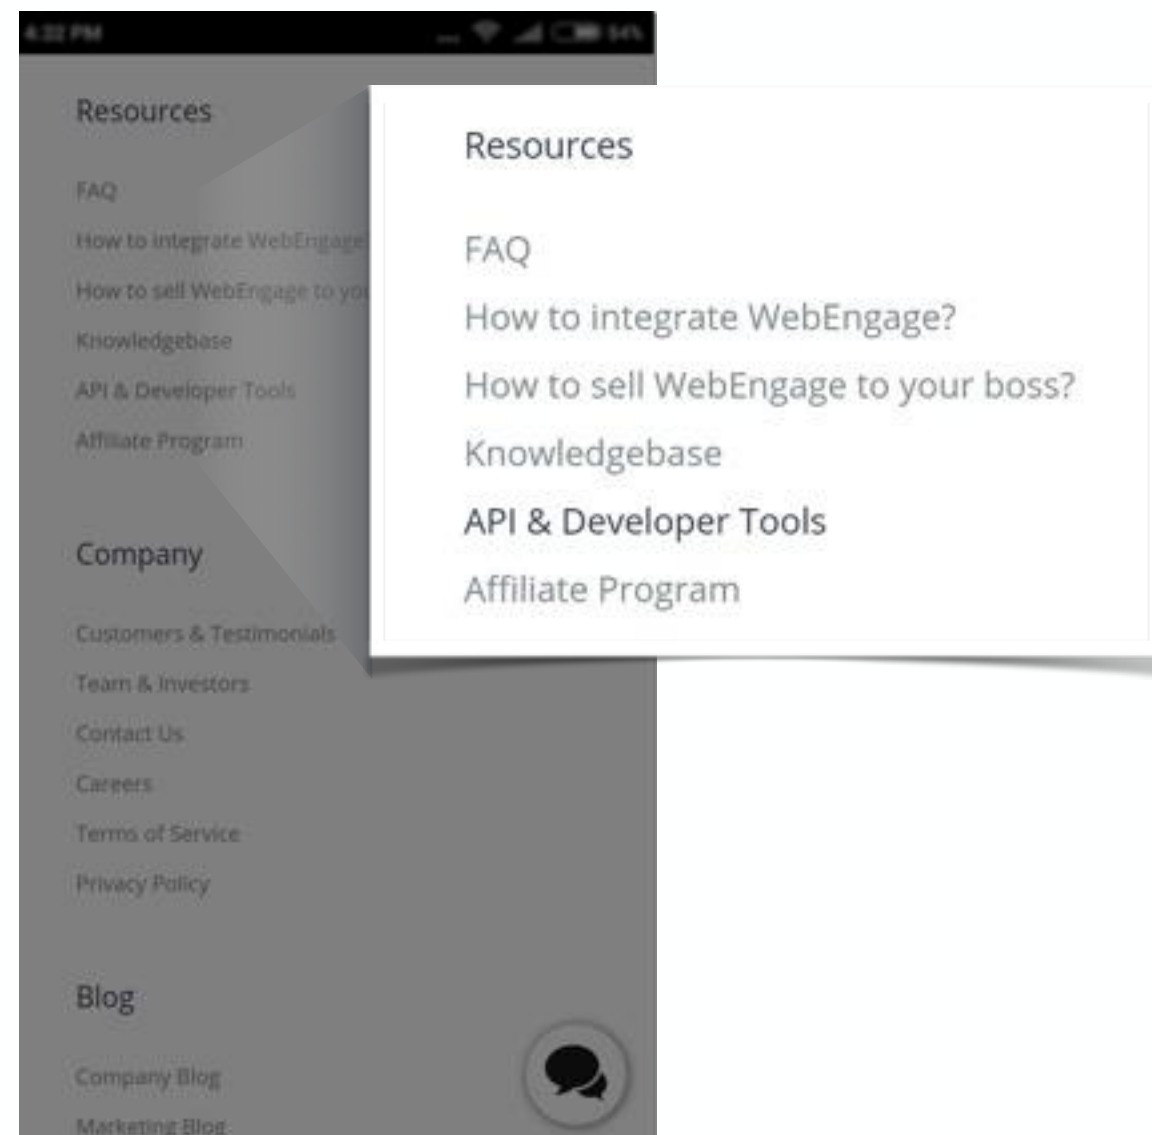 4:32 PM
54%
Resources
FAQ
How to integrate WebEngage
How to sell WebEngage to you
Knowledgebase
API & Developer Tools
Affiliate Program
Company
Customers & Testimonials
Team & Investors
Contact Us
Careers
Terms of Service
Privacy Policy
Blog
Company Blog
Marketing Blog
Resources
FAQ
How to integrate WebEngage?
How to sell WebEngage to your boss?
Knowledgebase
API & Developer Tools
Affiliate Program